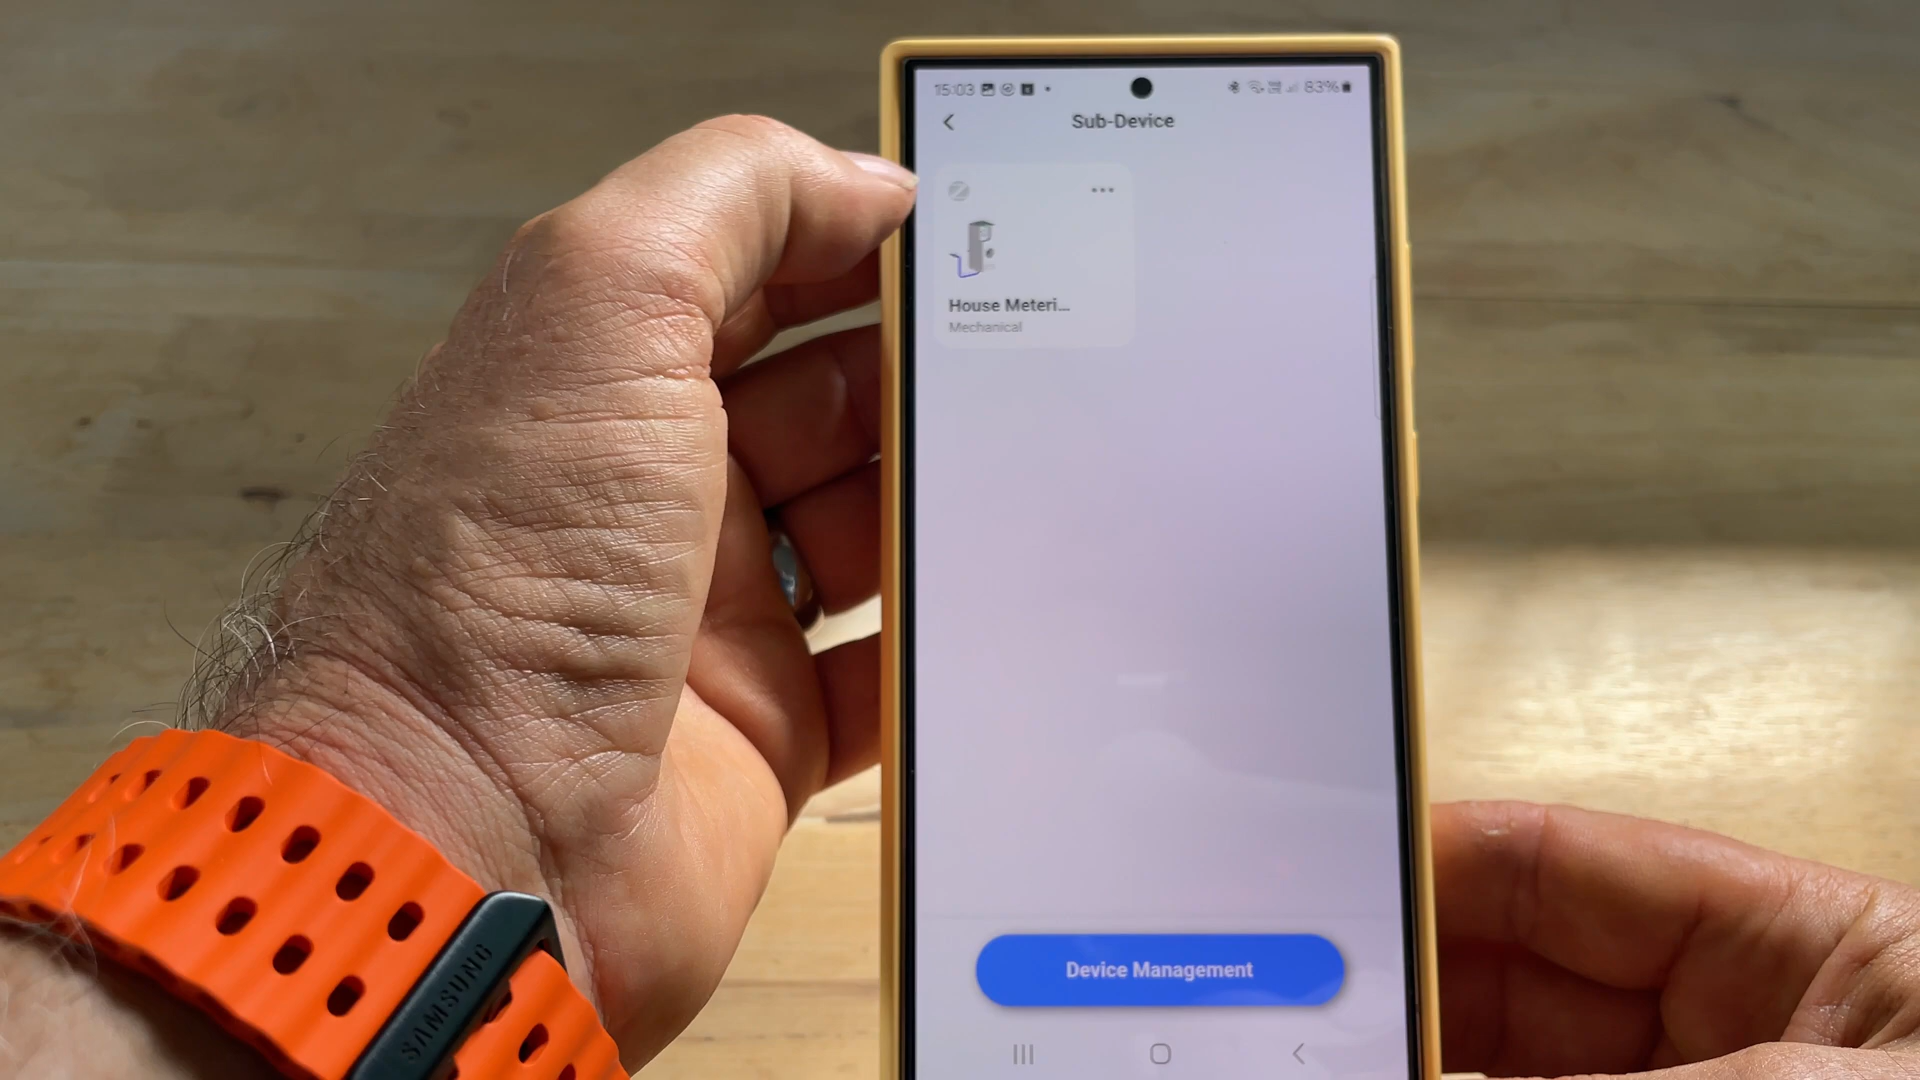 15:03
83%
Sub-Device
House Meteri...
Mechanical
Device Management
SAMSUNG